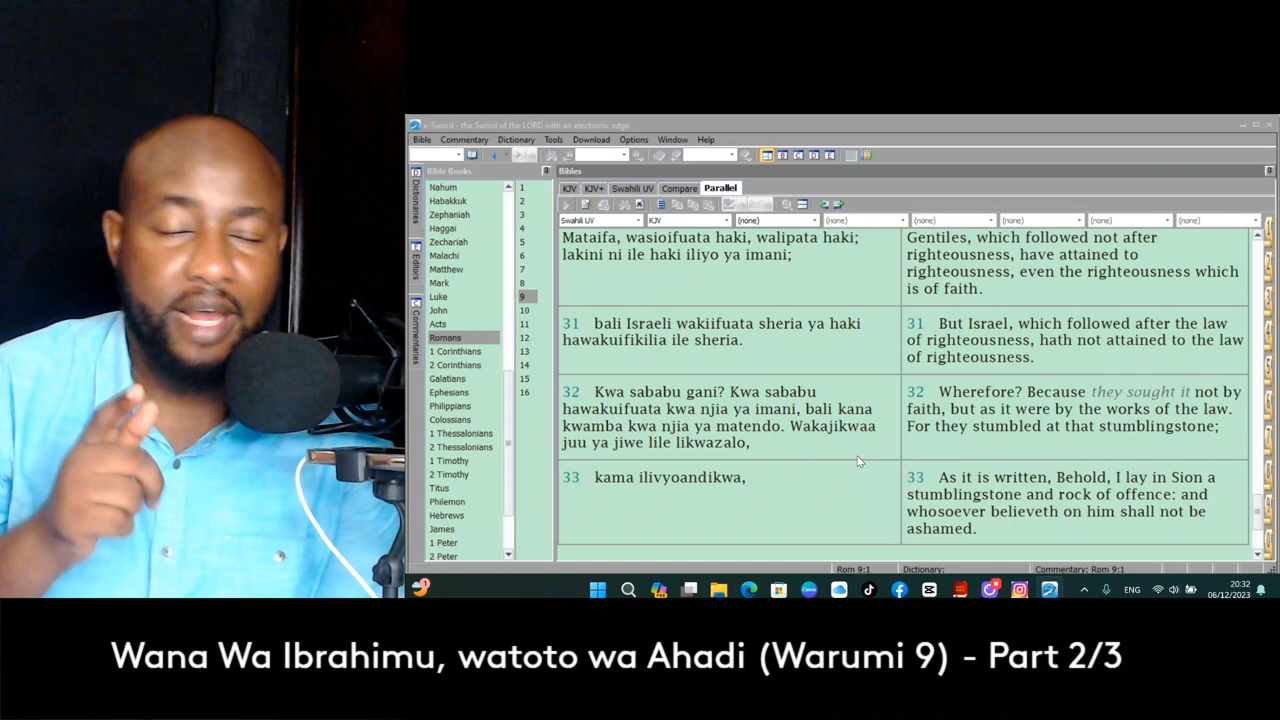 e-Sword - the Sword of the LORD with an electronic edge
Bible Commentary Dictionary Tools Download Options Window Help
Bible Books
Bibles
Dictionaries
Editors
Commentaries
Nahum
Habakkuk
Zephaniah
Haggai
Zechariah
Malachi
Matthew
Mark
Luke
John
Acts
Romans
1 Corinthians
2 Corinthians
Galatians
Ephesians
Philippians
Colossians
1 Thessalonians
2 Thessalonians
1 Timothy
2 Timothy
Titus
Philemon
Hebrews
James
1 Peter
2 Peter
1
2
3
4
5
6
7
8
9
10
11
12
13
14
15
16
KJV KJV+ Swahili UV Compare Parallel
Swahili UV KJV (none) (none) (none) (none) (none) (none)
Mataifa, wasioifuata haki, walipata haki;
lakini ni ile haki iliyo ya imani;
Gentiles, which followed not after
righteousness, have attained to
righteousness, even the righteousness which
is of faith.
31 bali Israeli wakiifuata sheria ya haki
hawakuifikilia ile sheria.
31 But Israel, which followed after the law
of righteousness, hath not attained to the law
of righteousness.
32 Kwa sababu gani? Kwa sababu
hawakuifuata kwa njia ya imani, bali kana
kwamba kwa njia ya matendo. Wakajikwaa
juu ya jiwe lile likwazalo,
32 Wherefore? Because they sought it not by
faith, but as it were by the works of the law.
For they stumbled at that stumblingstone;
33 kama ilivyoandikwa,
33 As it is written, Behold, I lay in Sion a
stumblingstone and rock of offence: and
whosoever believeth on him shall not be
ashamed.
Rom 9:1 Dictionary: Commentary: Rom 9:1
ENG
20:32
06/12/2023
Wana Wa Ibrahimu, watoto wa Ahadi (Warumi 9) - Part 2/3